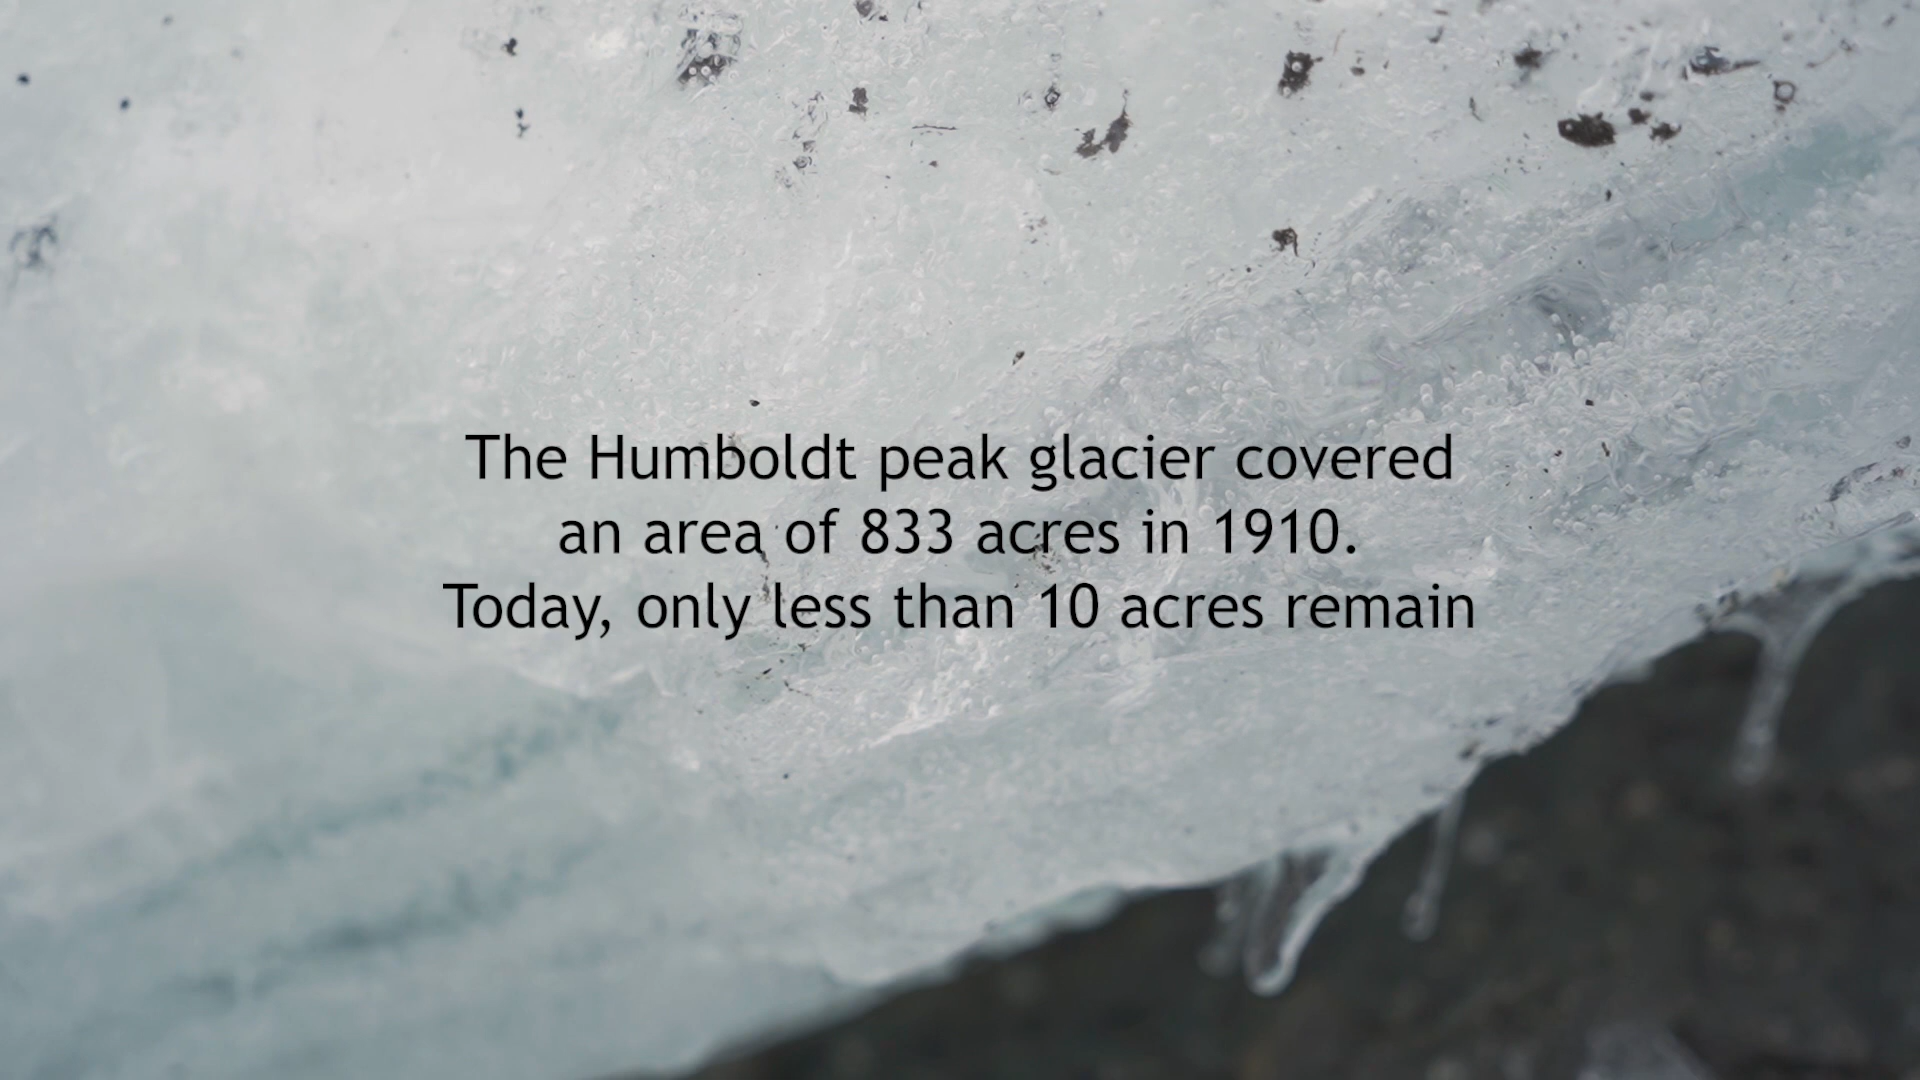 The Humboldt peak glacier covered
an area of 833 acres in 1910.
Today, only less than 10 acres remain